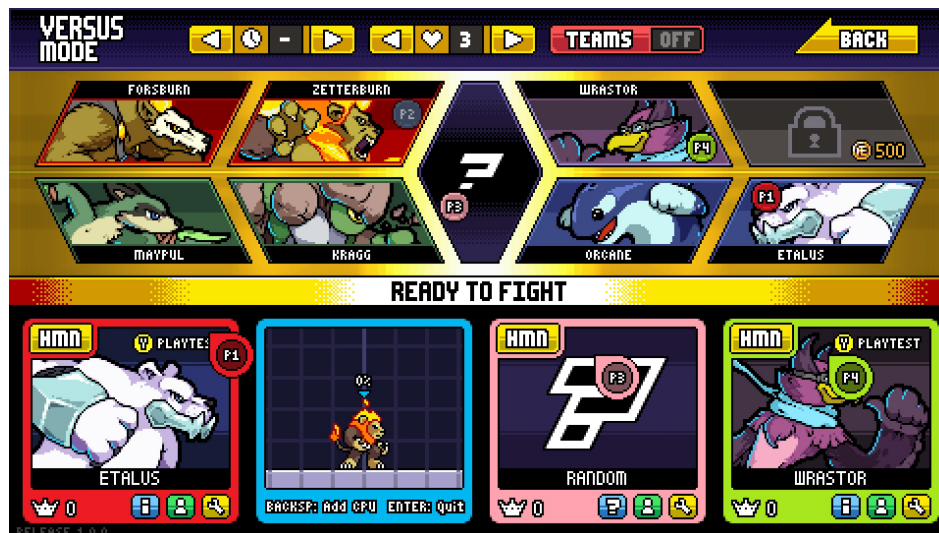 VERSUS
MODE
-
3
TEAMS OFF
BACK
FORSBURN
ZETTERBURN
WRASTOR
P2
P4
500
?
P3
P1
MAYPUL
KRAGG
ORCANE
ETALUS
READY TO FIGHT
HMN
Y PLAYTES
P1
ETALUS
0
0%
BACKSP: Add CPU ENTER: Quit
HMN
P3
?
RANDOM
0
?
HMN
Y PLAYTEST
P4
WRASTOR
0
RELEASE 1.0.0